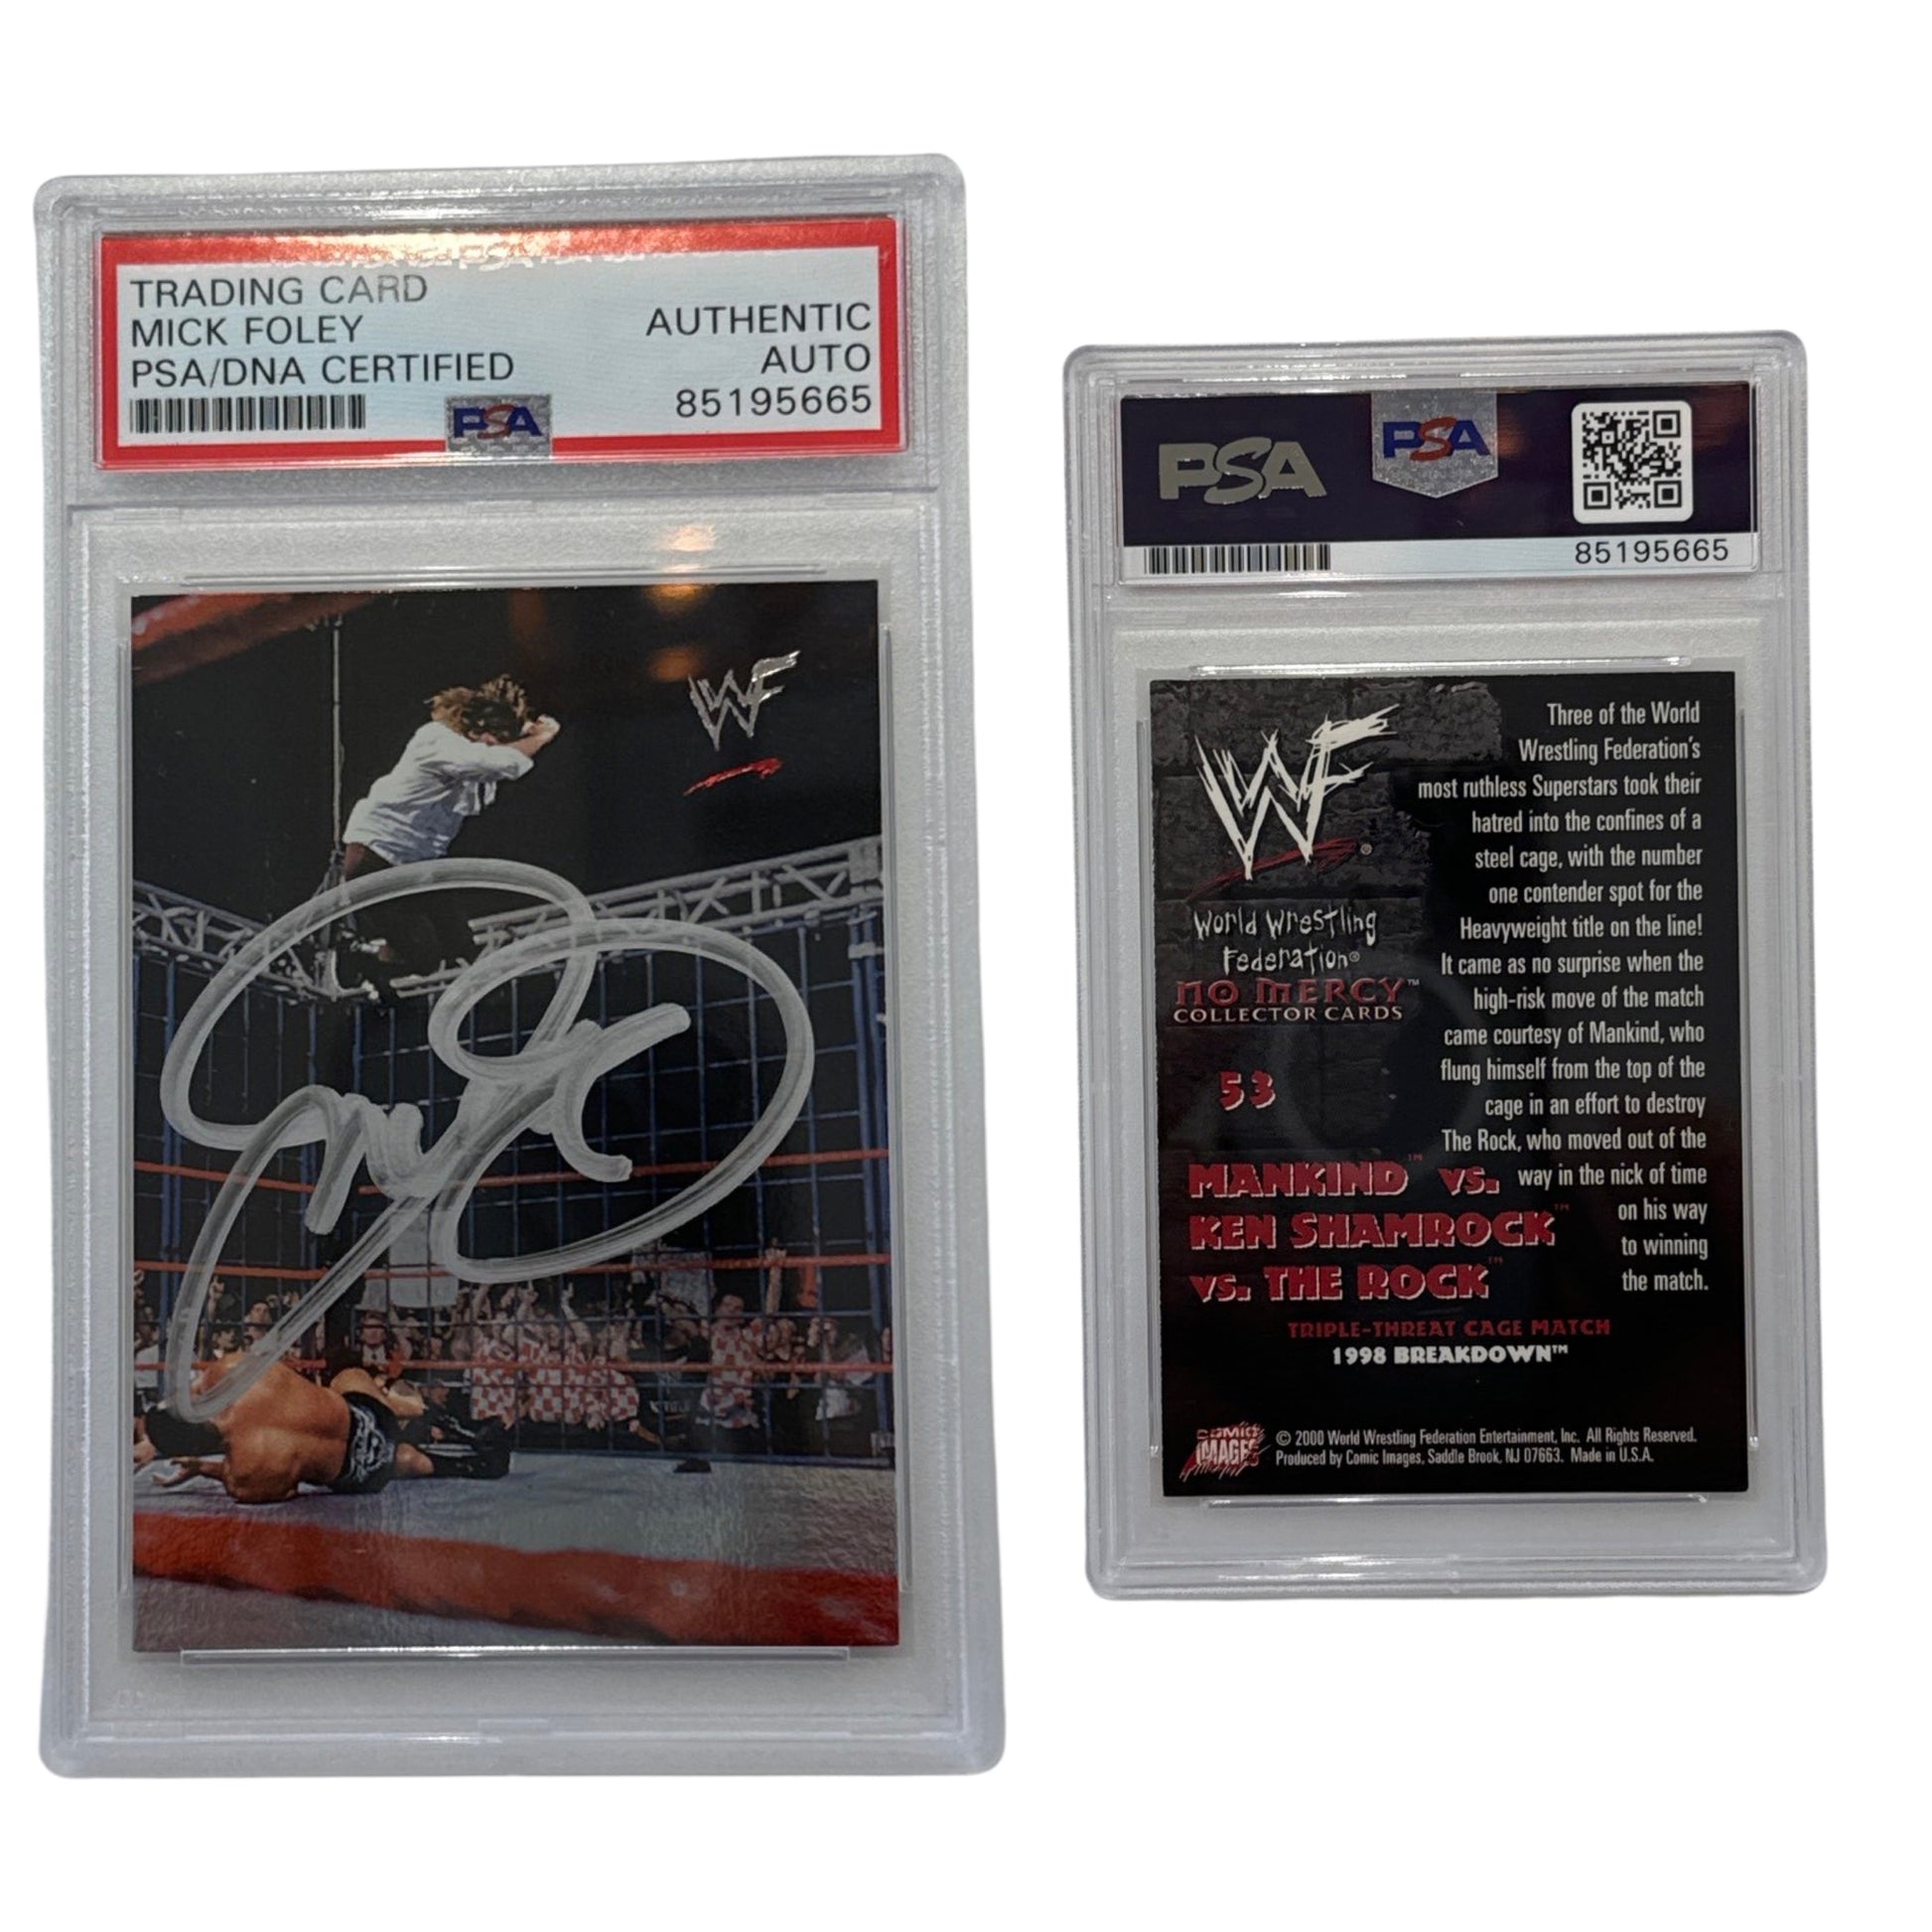 TRADING CARD
MICK FOLEY
PSA/DNA CERTIFIED
AUTHENTIC
AUTO
85195665
PSA
WF
PSA
PSA
85195665
WF
World Wrestling
Federation®
NO MERCY™
COLLECTOR CARDS
53
MANKIND™ VS.
KEN SHAMROCK™
VS. THE ROCK™
Three of the World
Wrestling Federation's
most ruthless Superstars took their
hatred into the confines of a
steel cage, with the number
one contender spot for the
Heavyweight title on the line!
It came as no surprise when the
high-risk move of the match
came courtesy of Mankind, who
flung himself from the top of the
cage in an effort to destroy
The Rock, who moved out of the
way in the nick of time
on his way
to winning
the match.
TRIPLE-THREAT CAGE MATCH
1998 BREAKDOWN™
COMIC
IMAGES
© 2000 World Wrestling Federation Entertainment, Inc. All Rights Reserved.
Produced by Comic Images, Saddle Brook, NJ 07663. Made in U.S.A.